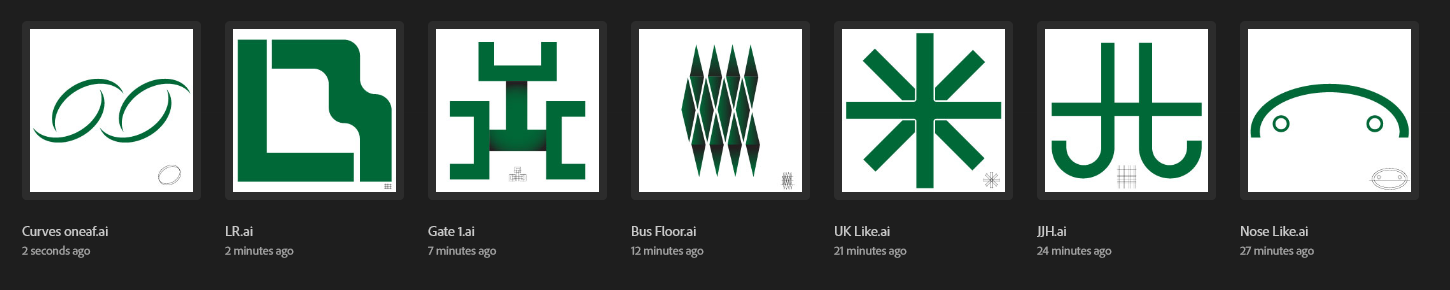 Curves oneaf.ai
2 seconds ago
LR.ai
2 minutes ago
Gate 1.ai
7 minutes ago
Bus Floor.ai
12 minutes ago
UK Like.ai
21 minutes ago
JJH.ai
24 minutes ago
Nose Like.ai
27 minutes ago